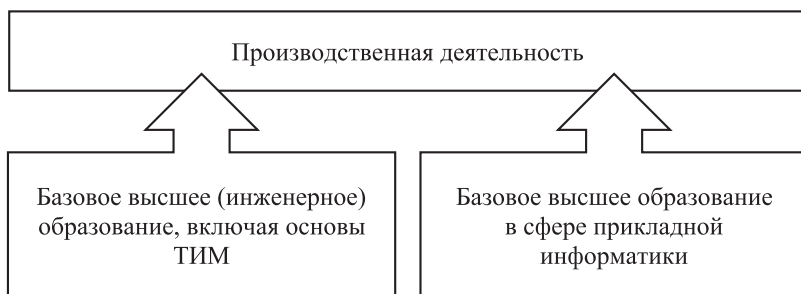 Производственная деятельность
Базовое высшее (инженерное)
образование, включая основы
ТИМ
Базовое высшее образование
в сфере прикладной
информатики